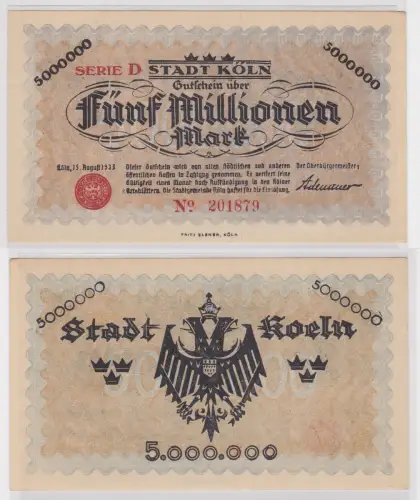 5000000
5000000
SERIE D STADT KÖLN
Gutschein über
Fünf Millionen
Mark
Köln, 15. August 1923
Dieser Gutschein wird von allen städtischen und anderen
öffentlichen Kassen in Zahlung genommen. Er verliert seine
Gültigkeit einen Monat nach Aufkündigung in den Kölner
Ortsblättern. Die Stadtgemeinde Köln haftet für die Einlösung.
Der Oberbürgermeister:
Adenauer
No 201879
FRITZ KLEMEN, KÖLN
5000000
5000000
Stadt Koeln
5.000.000